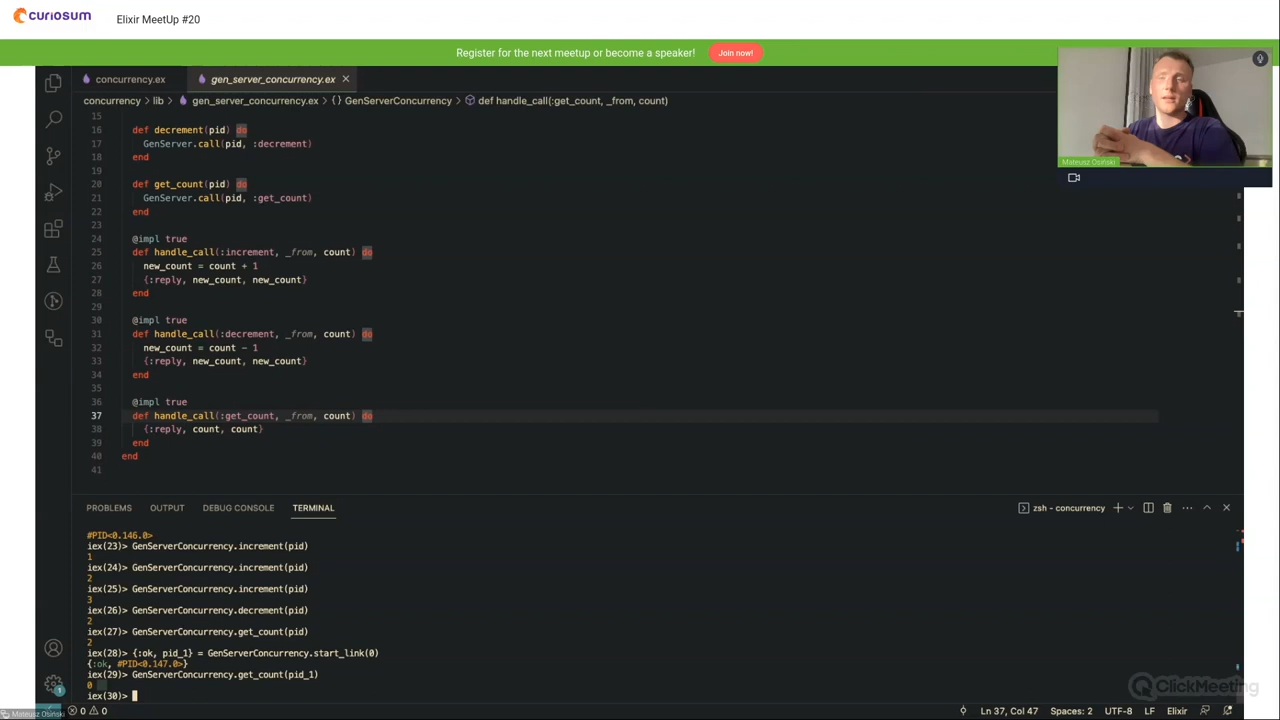 curiosum
Elixir MeetUp #20
Register for the next meetup or become a speaker!
Join now!
concurrency.ex
gen_server_concurrency.ex
concurrency > lib > gen_server_concurrency.ex > {} GenServerConcurrency > def handle_call(:get_count, _from, count)
15
16 def decrement(pid) do
17 GenServer.call(pid, :decrement)
18 end
19
20 def get_count(pid) do
21 GenServer.call(pid, :get_count)
22 end
23
24 @impl true
25 def handle_call(:increment, _from, count) do
26 new_count = count + 1
27 {:reply, new_count, new_count}
28 end
29
30 @impl true
31 def handle_call(:decrement, _from, count) do
32 new_count = count - 1
33 {:reply, new_count, new_count}
34 end
35
36 @impl true
37 def handle_call(:get_count, _from, count) do
38 {:reply, count, count}
39 end
40 end
41
Mateusz Osiński
PROBLEMS OUTPUT DEBUG CONSOLE TERMINAL
zsh - concurrency
#PID<0.146.0>
iex(23)> GenServerConcurrency.increment(pid)
1
iex(24)> GenServerConcurrency.increment(pid)
2
iex(25)> GenServerConcurrency.increment(pid)
3
iex(26)> GenServerConcurrency.decrement(pid)
2
iex(27)> GenServerConcurrency.get_count(pid)
2
iex(28)> {:ok, pid_1} = GenServerConcurrency.start_link(0)
{:ok, #PID<0.147.0>}
iex(29)> GenServerConcurrency.get_count(pid_1)
0
iex(30)>
1
ClickMeeting
Mateusz Osiński
0 0
Ln 37, Col 47 Spaces: 2 UTF-8 LF Elixir